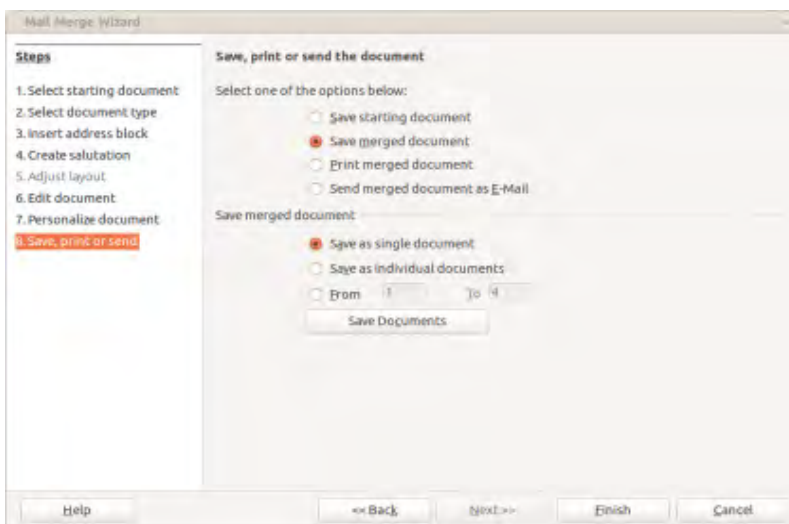 Mail Merge Wizard
Steps
1. Select starting document
2. Select document type
3. Insert address block
4. Create salutation
5. Adjust layout
6. Edit document
7. Personalize document
8. Save, print or send
Save, print or send the document
Select one of the options below:
Save starting document
Save merged document
Print merged document
Send merged document as E-Mail
Save merged document
Save as single document
Save as individual documents
From 1 To 4
Save Documents
Help << Back Next >> Finish Cancel